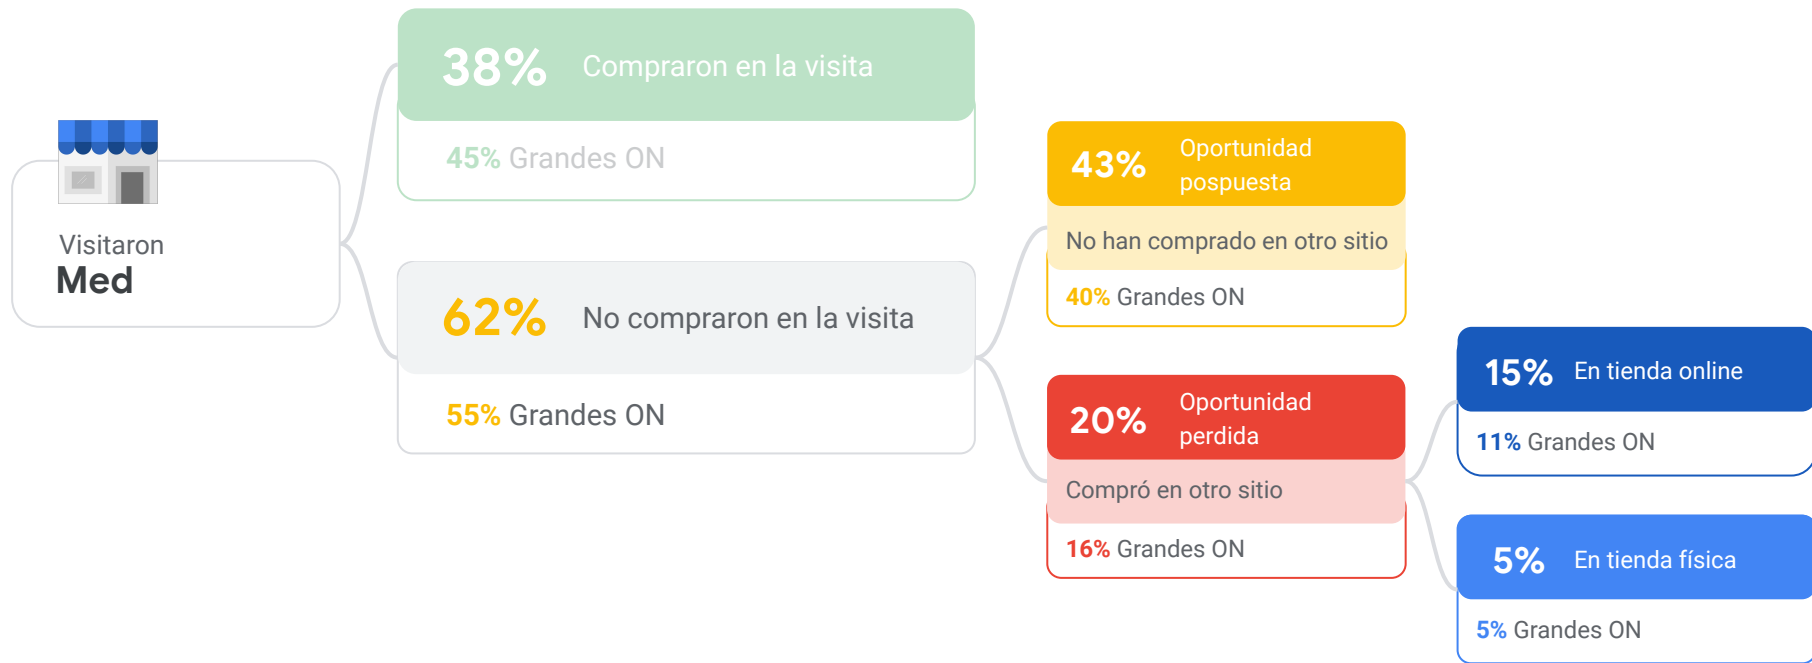 Visitaron
Med
38% Compraron en la visita
45% Grandes ON
62% No compraron en la visita
55% Grandes ON
43% Oportunidad
pospuesta
No han comprado en otro sitio
40% Grandes ON
20% Oportunidad
perdida
Compró en otro sitio
16% Grandes ON
15% En tienda online
11% Grandes ON
5% En tienda física
5% Grandes ON